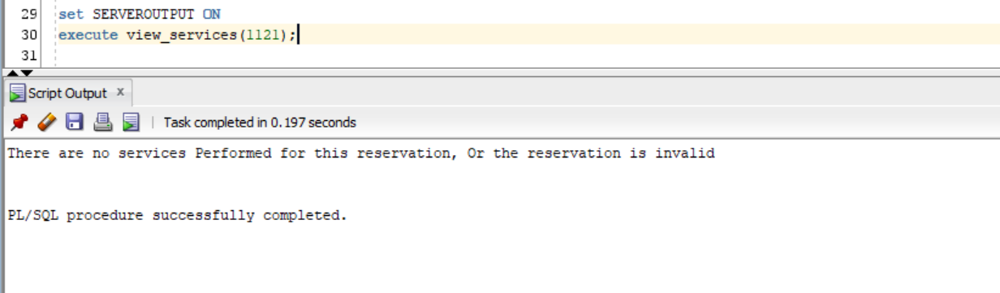 29 set SERVEROUTPUT ON
30 execute view_services(1121);
31
Script Output x
Task completed in 0.197 seconds
There are no services Performed for this reservation, Or the reservation is invalid
PL/SQL procedure successfully completed.